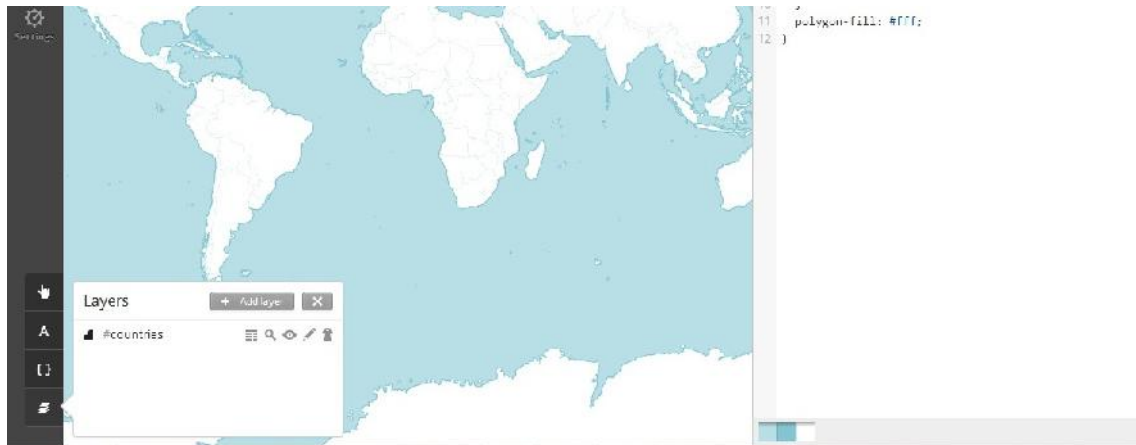 Settings
11 polygon-fill: #fff;
12 }
Layers
+ Add layer
#countries
A
{ }